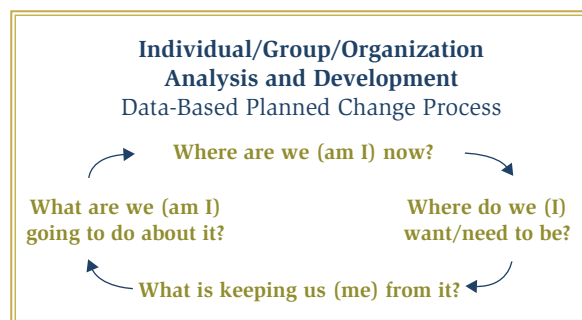 Individual/Group/Organization
Analysis and Development
Data-Based Planned Change Process
Where are we (am I) now?
What are we (am I)
going to do about it?
Where do we (I)
want/need to be?
What is keeping us (me) from it?